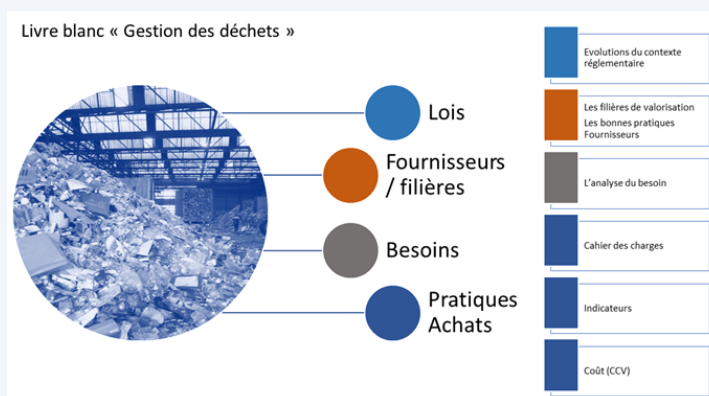 Livre blanc « Gestion des déchets »
Lois
Fournisseurs
/ filières
Besoins
Pratiques
Achats
Evolutions du contexte
réglementaire
Les filières de valorisation
Les bonnes pratiques
Fournisseurs
L'analyse du besoin
Cahier des charges
Indicateurs
Coût (CCV)